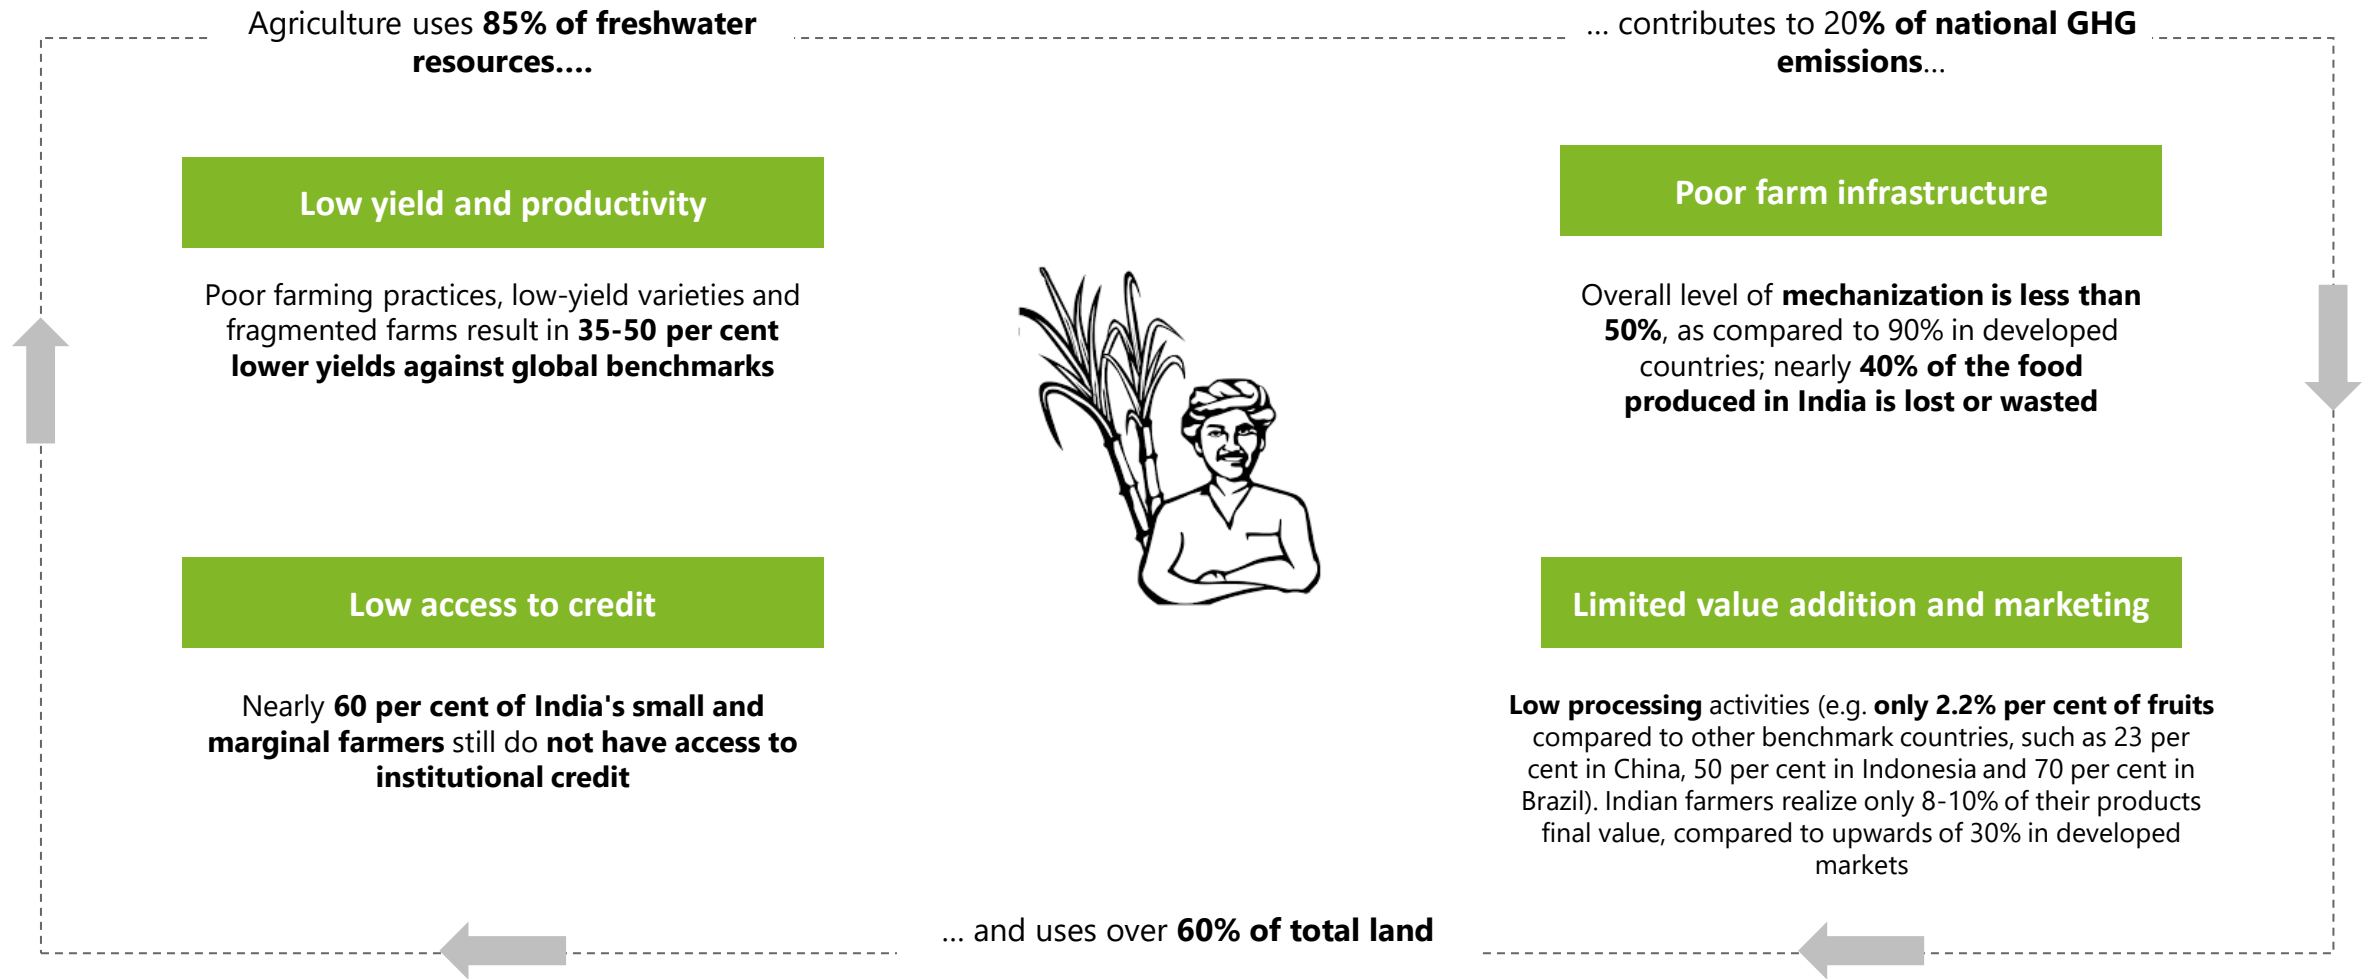 Agriculture uses 85% of freshwater
resources....
... contributes to 20% of national GHG
emissions...
Low yield and productivity
Poor farming practices, low-yield varieties and
fragmented farms result in 35-50 per cent
lower yields against global benchmarks
Poor farm infrastructure
Overall level of mechanization is less than
50%, as compared to 90% in developed
countries; nearly 40% of the food
produced in India is lost or wasted
Low access to credit
Nearly 60 per cent of India's small and
marginal farmers still do not have access to
institutional credit
Limited value addition and marketing
Low processing activities (e.g. only 2.2% per cent of fruits
compared to other benchmark countries, such as 23 per
cent in China, 50 per cent in Indonesia and 70 per cent in
Brazil). Indian farmers realize only 8-10% of their products
final value, compared to upwards of 30% in developed
markets
... and uses over 60% of total land